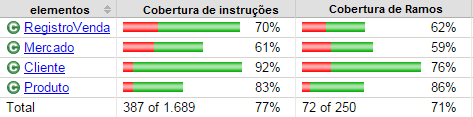 elementos Cobertura de instruções Cobertura de Ramos
RegistroVenda 70% 62%
Mercado 61% 59%
Cliente 92% 76%
Produto 83% 86%
Total 387 of 1.689 77% 72 of 250 71%